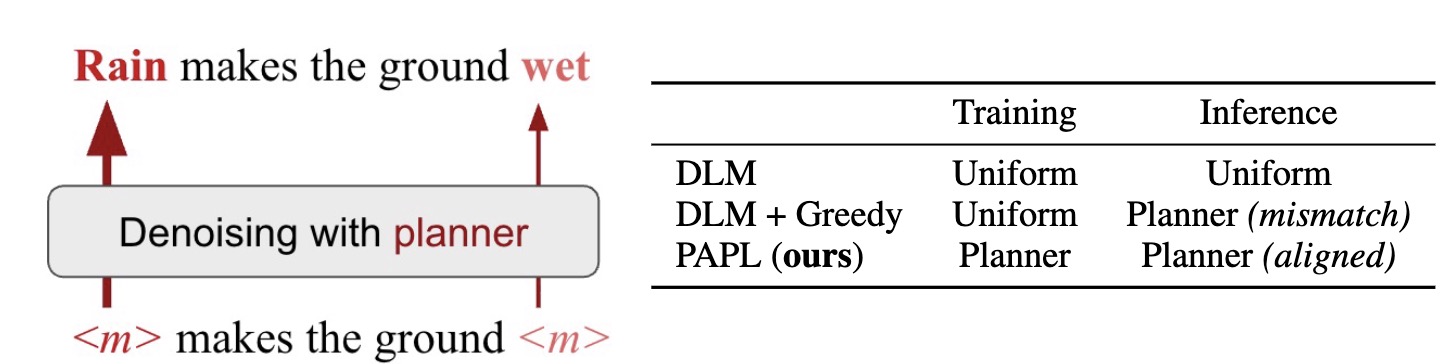 Rain makes the ground wet
Denoising with planner
<m> makes the ground <m>
Training Inference
DLM Uniform Uniform
DLM + Greedy Uniform Planner (mismatch)
PAPL (ours) Planner Planner (aligned)